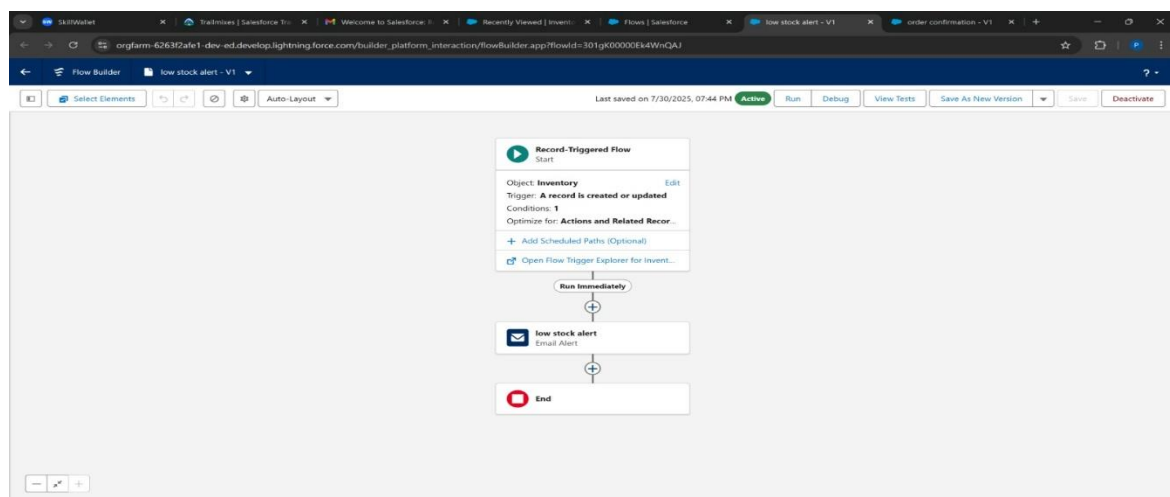 SkillWallet
Trailmixes | Salesforce Tra
Welcome to Salesforce:
Recently Viewed | Invent
Flows | Salesforce
low stock alert - V1
order confirmation - V1
orgfarm-6263f2afe1-dev-ed.develop.lightning.force.com/builder_platform_interaction/flowBuilder.app?flowId=301gK00000Ek4WnQAJ
P
Flow Builder
low stock alert - V1
?
Select Elements
Auto-Layout
Last saved on 7/30/2025, 07:44 PM
Active
Run
Debug
View Tests
Save As New Version
Save
Deactivate
Record-Triggered Flow
Start
Object: Inventory
Edit
Trigger: A record is created or updated
Conditions: 1
Optimize for: Actions and Related Recor...
+ Add Scheduled Paths (Optional)
Open Flow Trigger Explorer for Invent...
Run Immediately
low stock alert
Email Alert
End